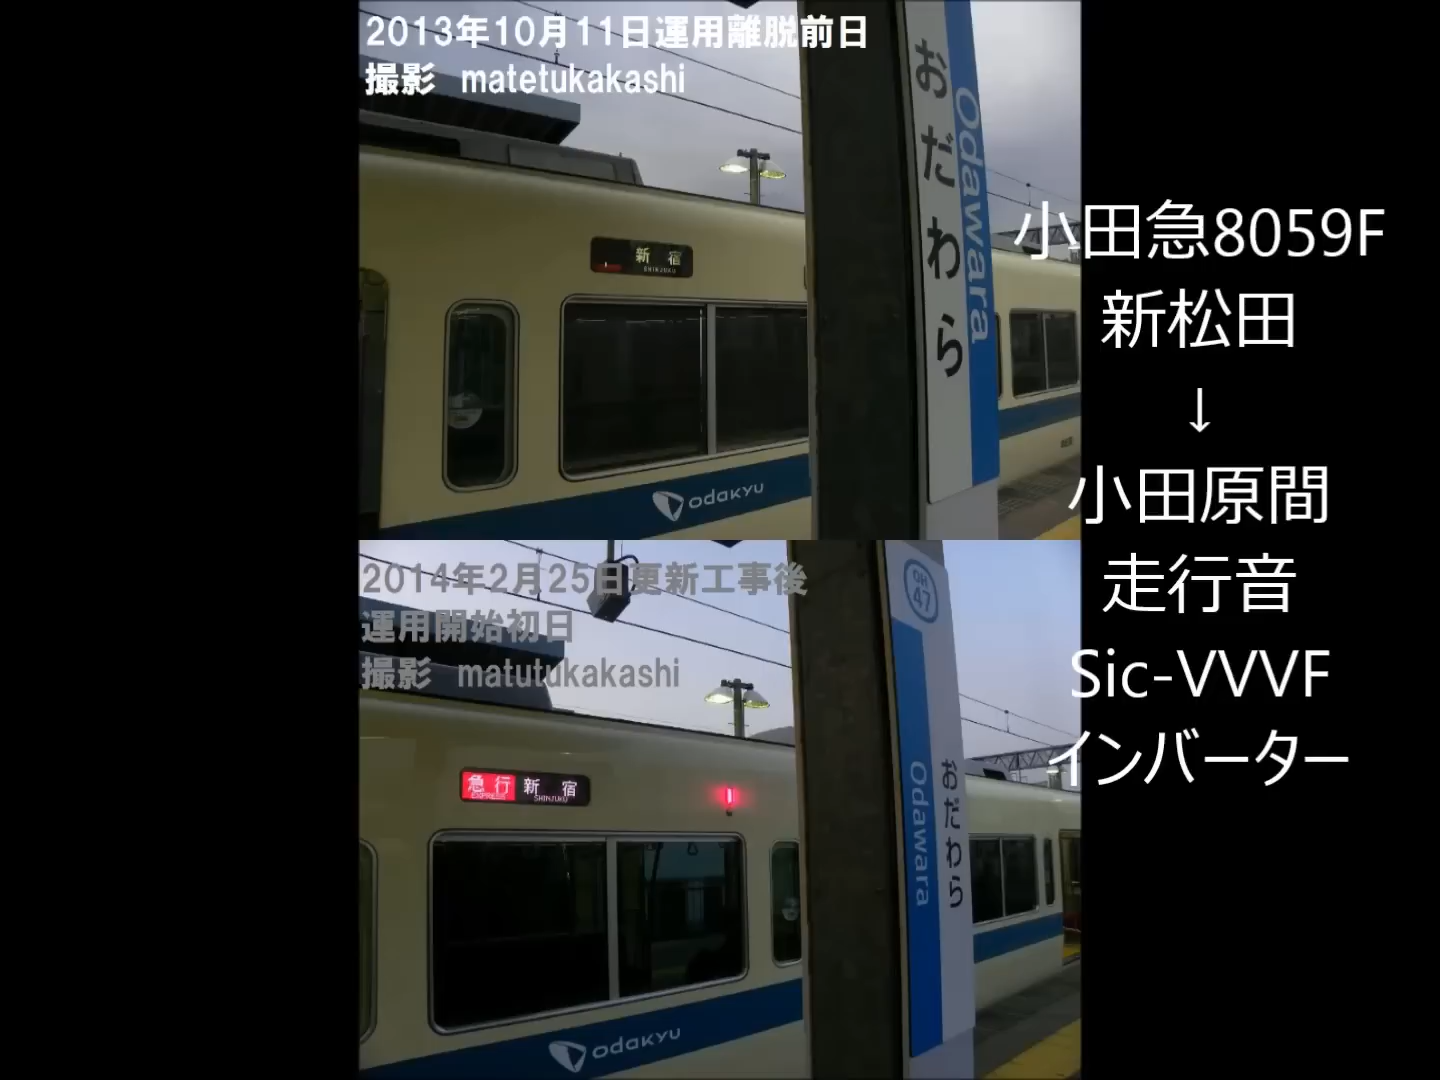 2013年10月11日運用離脱前日
撮影 matetukakashi
おだわら
Odawara
新宿
SHINJUKU
odakyu
2014年2月25日更新工事後
運用開始初日
撮影 matutukakashi
OH
47
おだわら
Odawara
急行 新宿
EXPRESS SHINJUKU
odakyu
小田急8059F
新松田
↓
小田原間
走行音
Sic-VVVF
インバーター